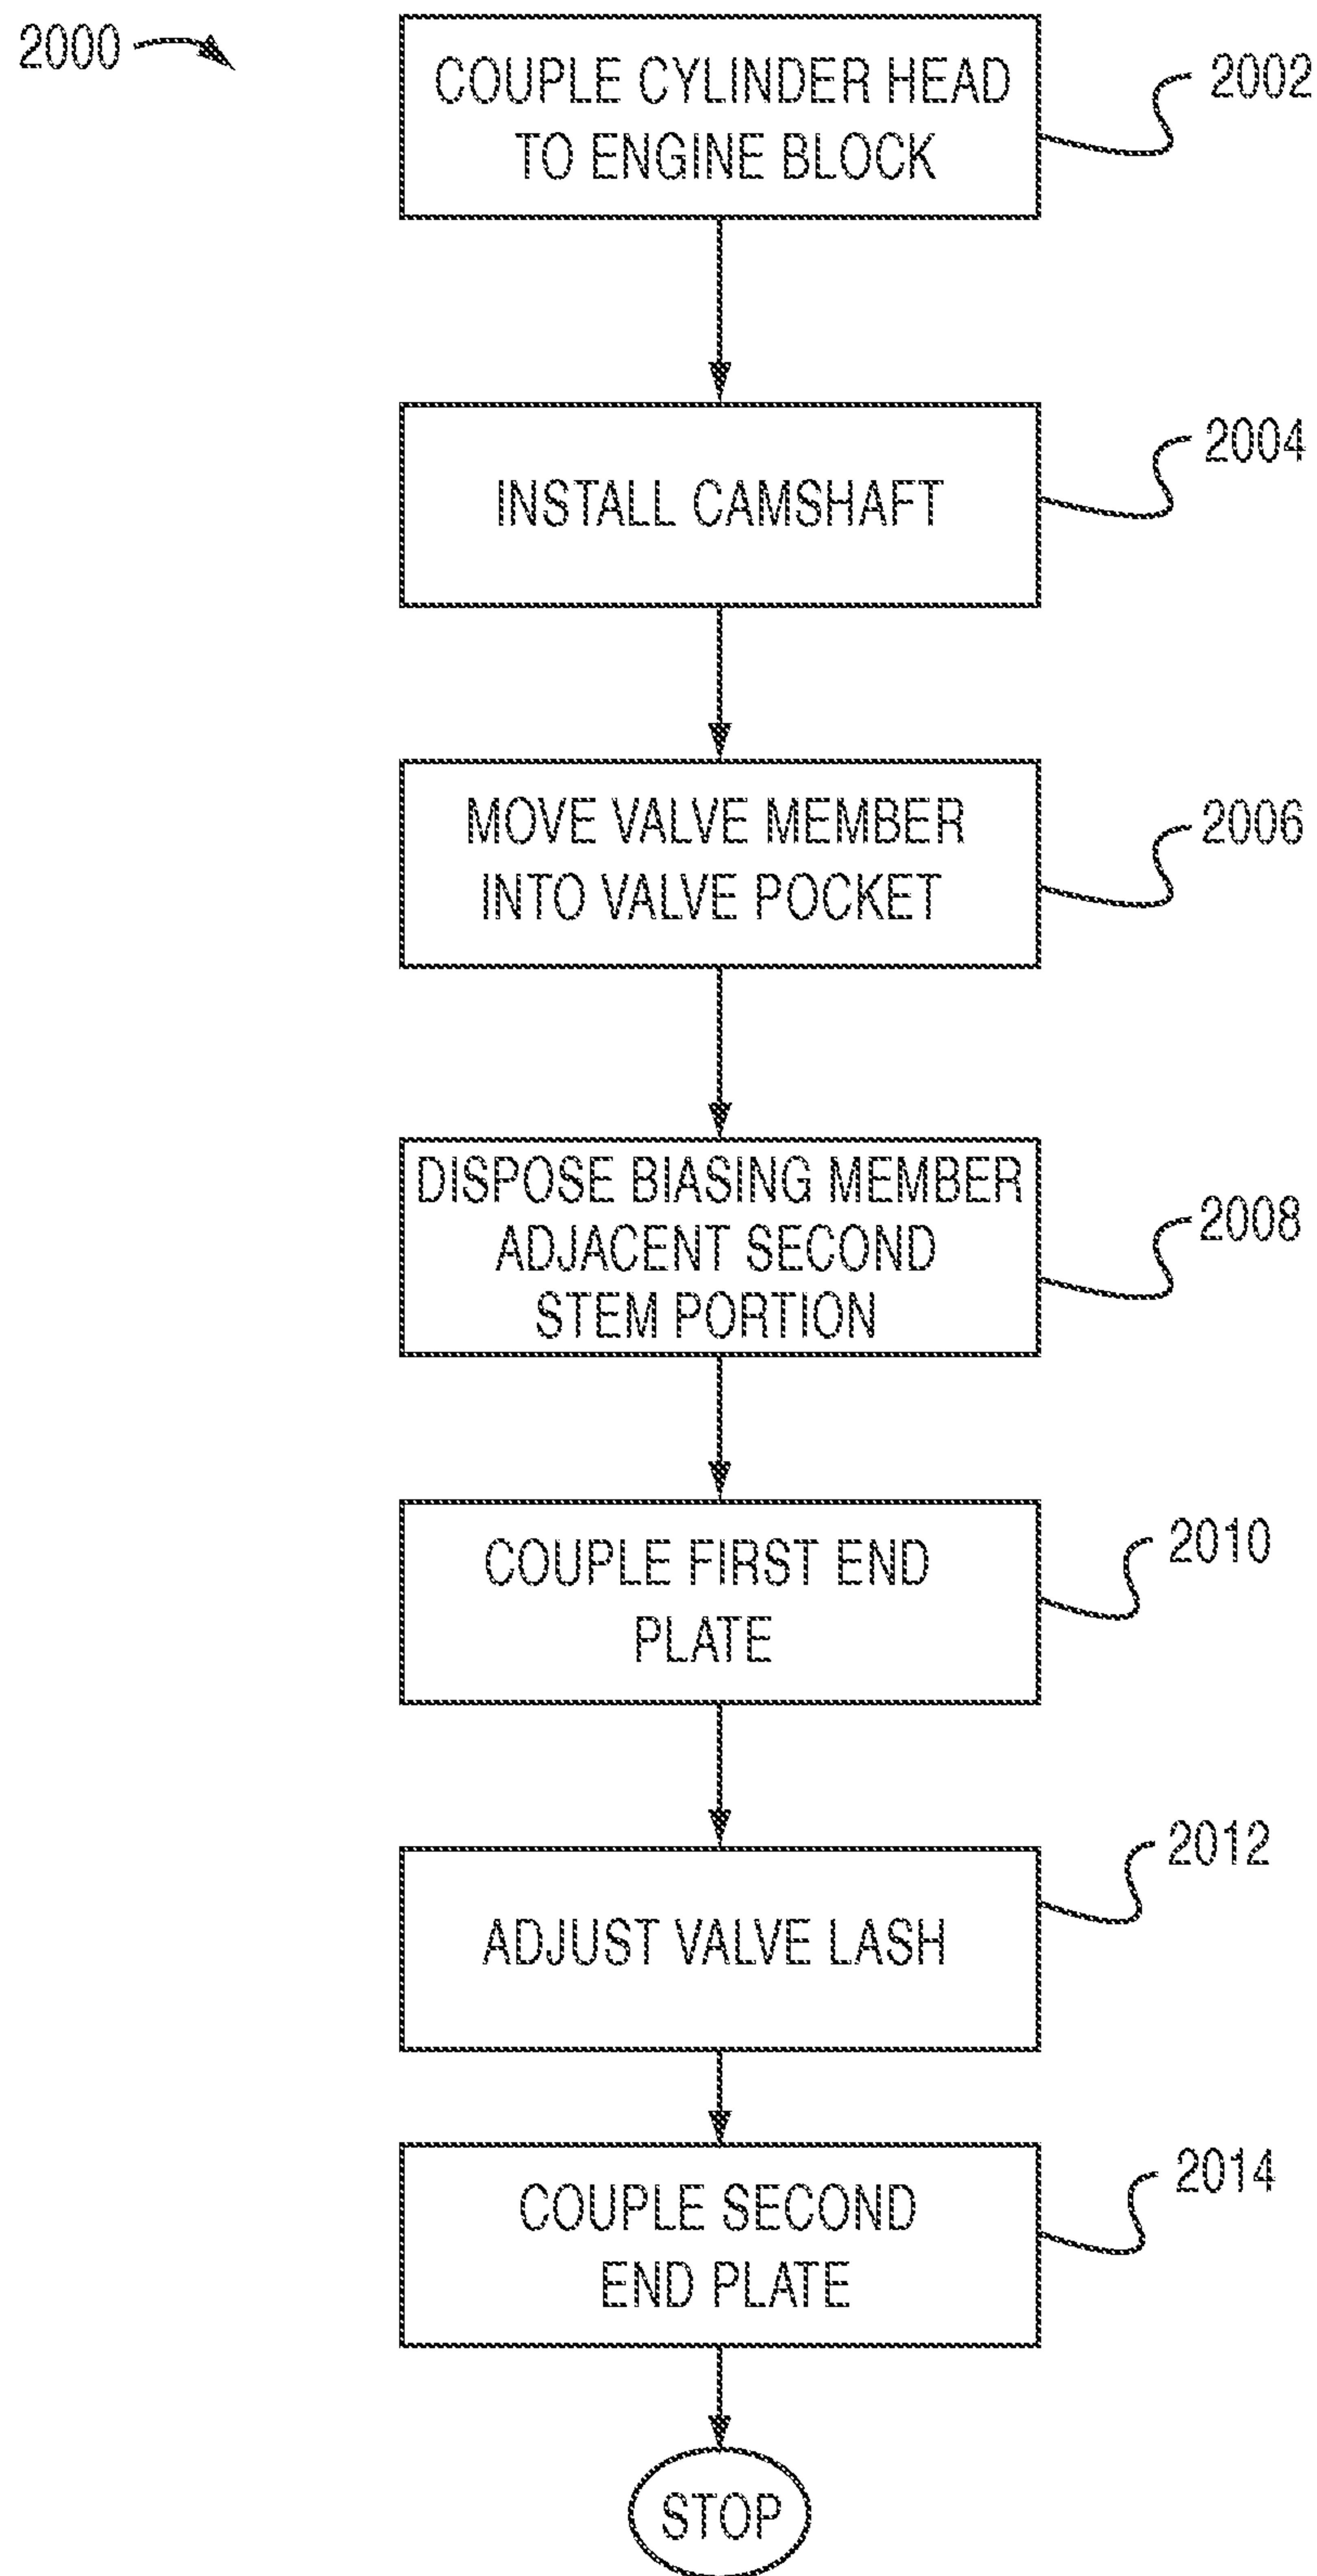 2000
COUPLE CYLINDER HEAD
TO ENGINE BLOCK
2002
INSTALL CAMSHAFT
2004
MOVE VALVE MEMBER
INTO VALVE POCKET
2006
DISPOSE BIASING MEMBER
ADJACENT SECOND
STEM PORTION
2008
COUPLE FIRST END
PLATE
2010
ADJUST VALVE LASH
2012
COUPLE SECOND
END PLATE
2014
STOP